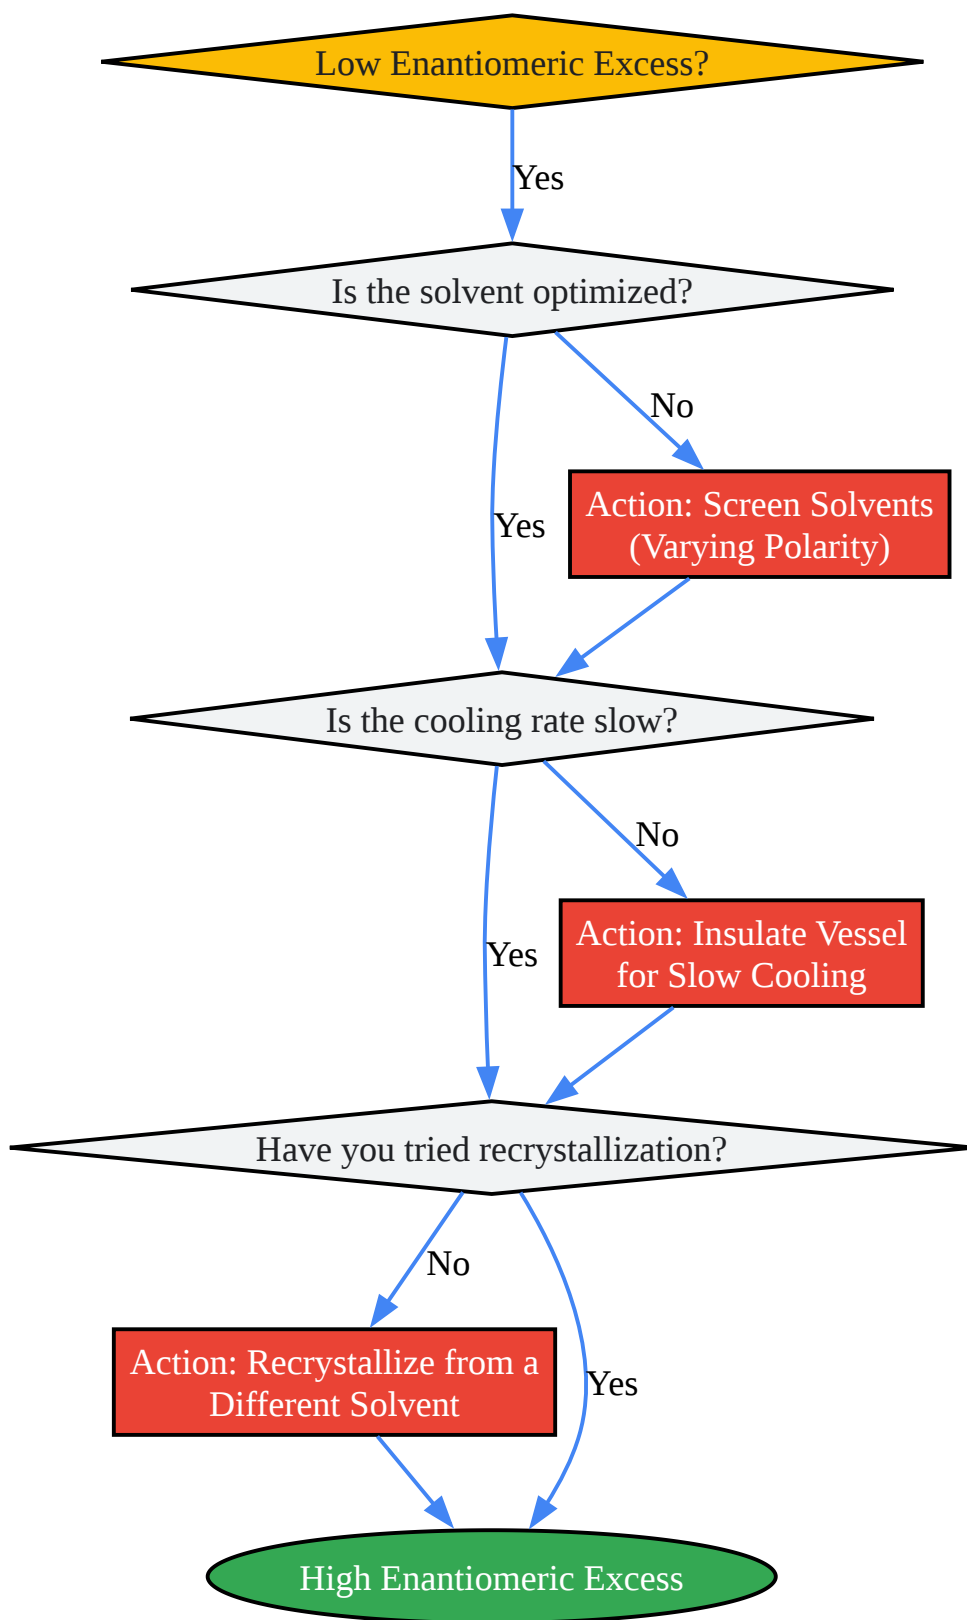 Low Enantiomeric Excess?
Yes
Is the solvent optimized?
No
Action: Screen Solvents
(Varying Polarity)
Yes
Is the cooling rate slow?
No
Action: Insulate Vessel
for Slow Cooling
Yes
Have you tried recrystallization?
No
Action: Recrystallize from a
Different Solvent
Yes
High Enantiomeric Excess